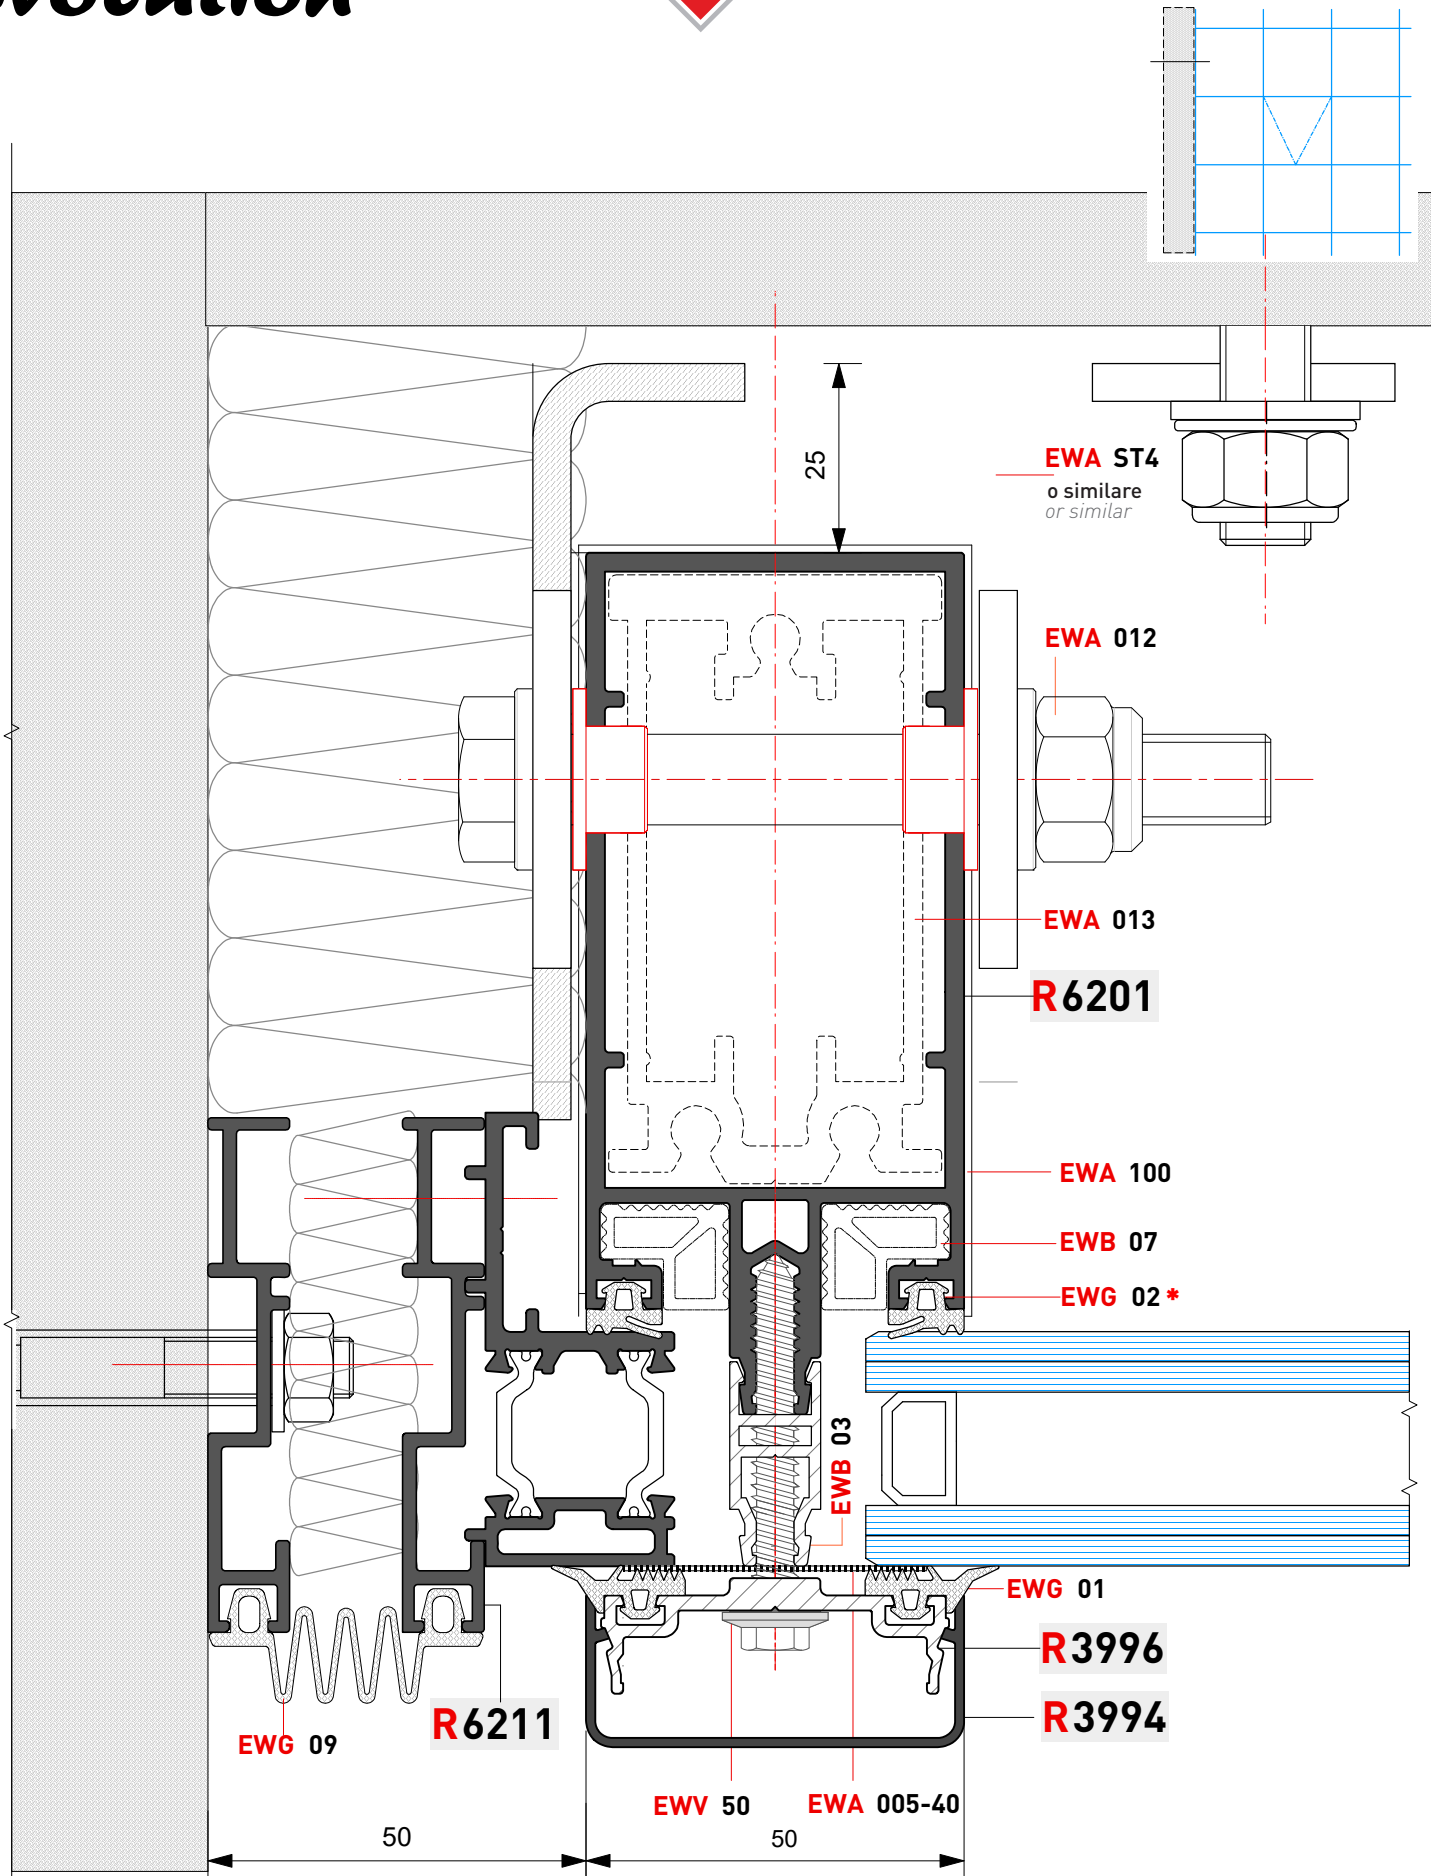 25
EWA ST4
o similare
or similar
EWA 012
EWA 013
R6201
EWA 100
EWB 07
EWG 02*
EWB 03
EWG 01
R3996
R6211
R3994
EWG 09
EWV 50
EWA 005-40
50
50